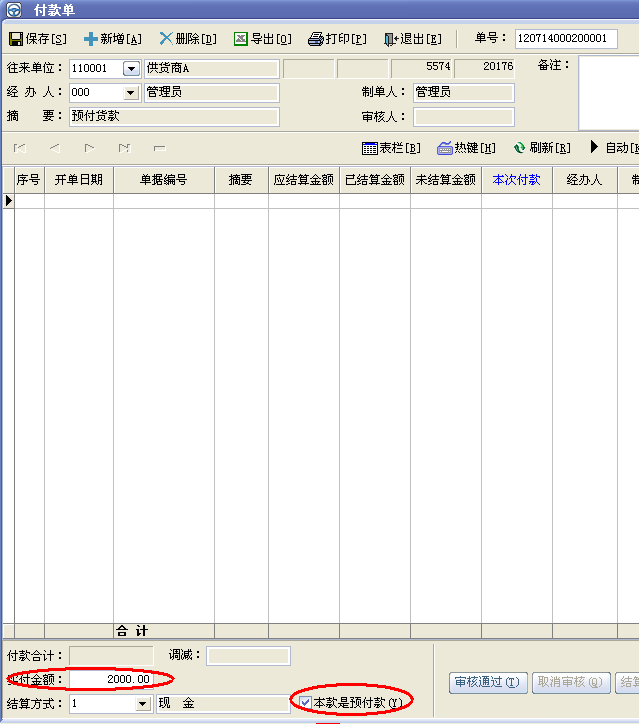 付款单
保存[S] 新增[A] 删除[D] 导出[O] 打印[P] 退出[E] 单号： 120714000200001
往来单位： 110001 供货商A 5574 20176 备注：
经 办 人： 000 管理员 制单人： 管理员
摘 要： 预付货款 审核人：
表栏[B] 热键[H] 刷新[R] 自动
序号 开单日期 单据编号 摘要 应结算金额 已结算金额 未结算金额 本次付款 经办人
合 计
付款合计： 调减：
实付金额： 2000.00
审核通过(T) 取消审核(Q) 结
结算方式： 1 现 金 本款是预付款(Y)